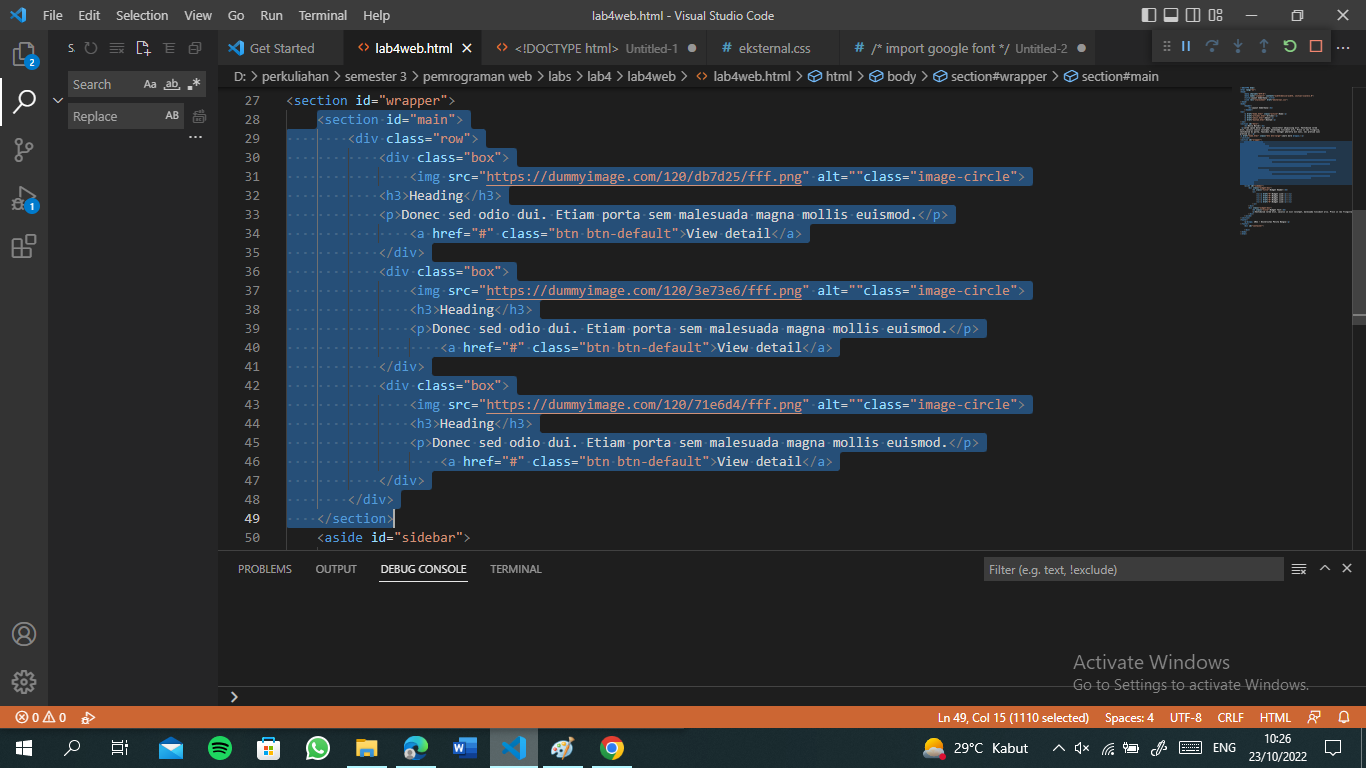 File Edit Selection View Go Run Terminal Help lab4web.html - Visual Studio Code
S. Get Started lab4web.html <!DOCTYPE html> Untitled-1 # eksternal.css # /* import google font */ Untitled-2
D: > perkuliahan > semester 3 > pemrograman web > labs > lab4 > lab4web > lab4web.html > html > body > section#wrapper > section#main
2
Search Aa ab
Replace AB
1
27 <section id="wrapper">
28 <section id="main">
29 <div class="row">
30 <div class="box">
31 <img src="https://dummyimage.com/120/db7d25/fff.png" alt=""class="image-circle">
32 <h3>Heading</h3>
33 <p>Donec sed odio dui. Etiam porta sem malesuada magna mollis euismod.</p>
34 <a href="#" class="btn btn-default">View detail</a>
35 </div>
36 <div class="box">
37 <img src="https://dummyimage.com/120/3e73e6/fff.png" alt=""class="image-circle">
38 <h3>Heading</h3>
39 <p>Donec sed odio dui. Etiam porta sem malesuada magna mollis euismod.</p>
40 <a href="#" class="btn btn-default">View detail</a>
41 </div>
42 <div class="box">
43 <img src="https://dummyimage.com/120/71e6d4/fff.png" alt=""class="image-circle">
44 <h3>Heading</h3>
45 <p>Donec sed odio dui. Etiam porta sem malesuada magna mollis euismod.</p>
46 <a href="#" class="btn btn-default">View detail</a>
47 </div>
48 </div>
49 </section>
50 <aside id="sidebar">
PROBLEMS OUTPUT DEBUG CONSOLE TERMINAL Filter (e.g. text, !exclude)
Activate Windows
Go to Settings to activate Windows.
0 0 Ln 49, Col 15 (1110 selected) Spaces: 4 UTF-8 CRLF HTML
29°C Kabut ENG 10:26
23/10/2022